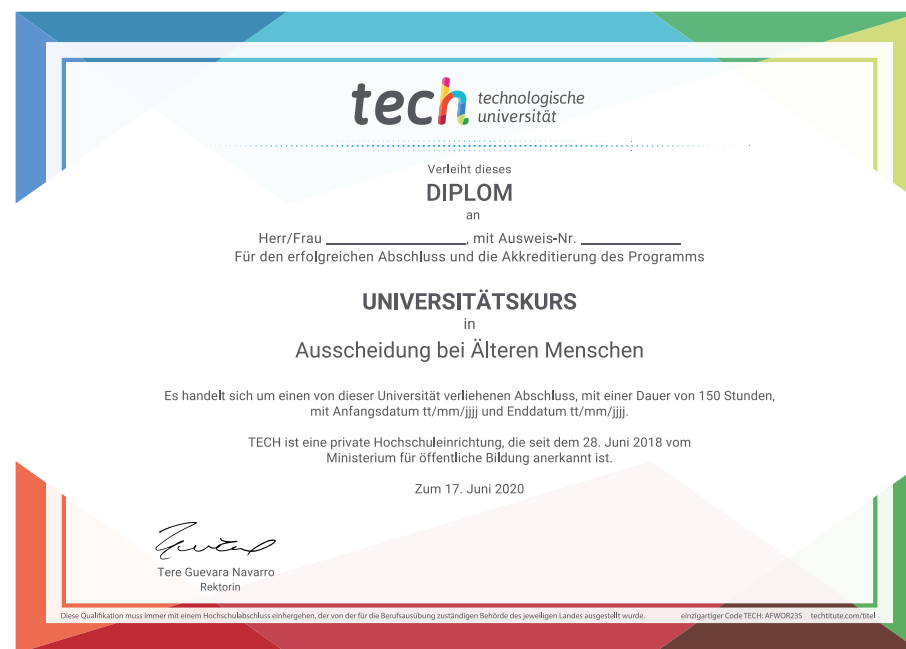 tech technologische
universität
Verleiht dieses
DIPLOM
an
Herr/Frau ____________, mit Ausweis-Nr. ____________
Für den erfolgreichen Abschluss und die Akkreditierung des Programms
UNIVERSITÄTSKURS
in
Ausscheidung bei Älteren Menschen
Es handelt sich um einen von dieser Universität verliehenen Abschluss, mit einer Dauer von 150 Stunden,
mit Anfangsdatum tt/mm/jjjj und Enddatum tt/mm/jjjj.
TECH ist eine private Hochschuleinrichtung, die seit dem 28. Juni 2018 vom
Ministerium für öffentliche Bildung anerkannt ist.
Zum 17. Juni 2020
Tere Guevara Navarro
Rektorin
Diese Qualifikation muss immer mit einem Hochschulabschluss einhergehen, der von der für die Berufsausübung zuständigen Behörde des jeweiligen Landes ausgestellt wurde. einzigartiger Code TECH: AFWOR23S techtitute.com/titel